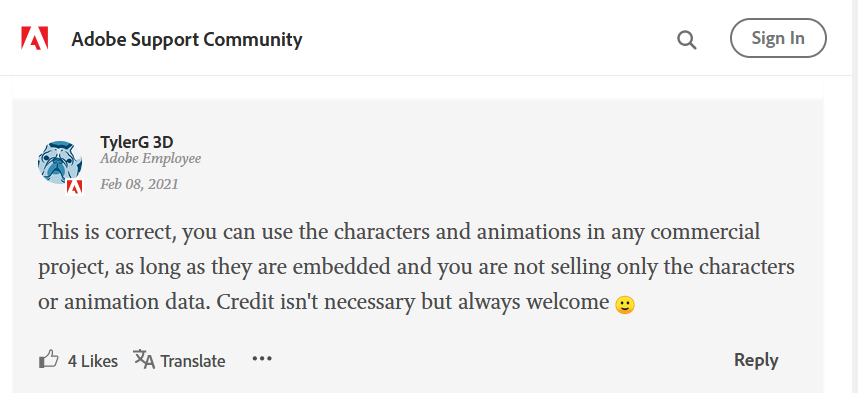 Adobe Support Community
Sign In
TylerG 3D
Adobe Employee
Feb 08, 2021
This is correct, you can use the characters and animations in any commercial
project, as long as they are embedded and you are not selling only the characters
or animation data. Credit isn't necessary but always welcome 🙂
4 Likes Translate ••• Reply